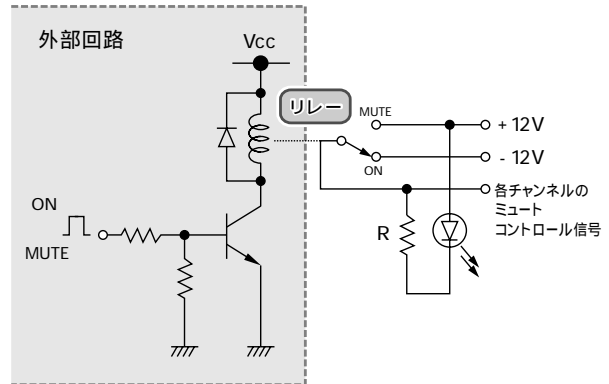 外部回路
Vcc
リレー
MUTE
+ 12V
- 12V
ON
各チャンネルの
ミュート
コントロール信号
ON
MUTE
R